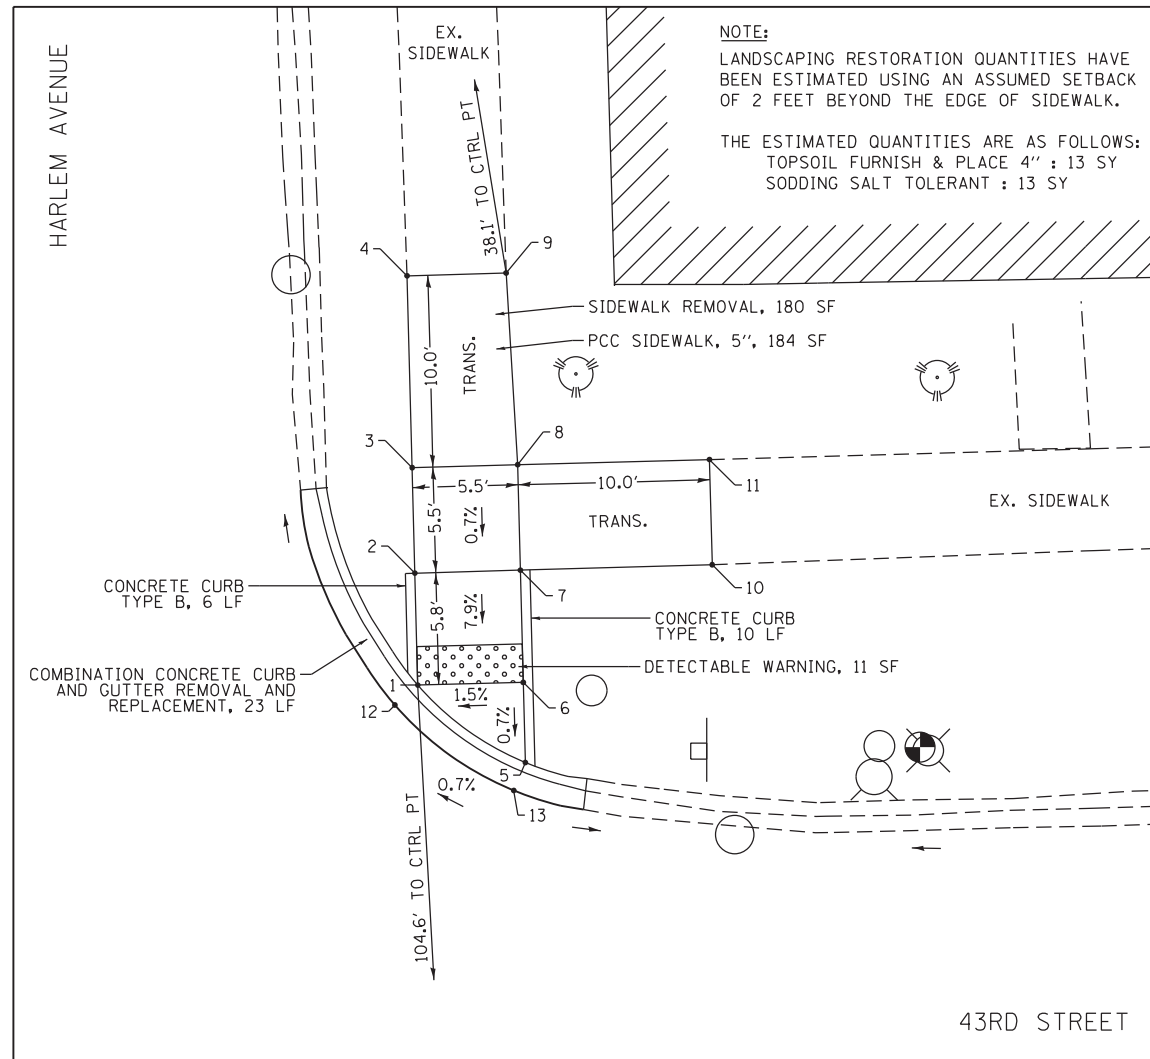 HARLEM AVENUE
EX.
SIDEWALK
NOTE:
LANDSCAPING RESTORATION QUANTITIES HAVE
BEEN ESTIMATED USING AN ASSUMED SETBACK
OF 2 FEET BEYOND THE EDGE OF SIDEWALK.
THE ESTIMATED QUANTITIES ARE AS FOLLOWS:
TOPSOIL FURNISH & PLACE 4'' : 13 SY
SODDING SALT TOLERANT : 13 SY
38.1' TO CTRL PT
4
9
SIDEWALK REMOVAL, 180 SF
PCC SIDEWALK, 5'', 184 SF
10.0'
TRANS.
3
8
11
5.5'
10.0'
5.5'
0.7%
TRANS.
EX. SIDEWALK
2
7
10
CONCRETE CURB
TYPE B, 6 LF
5.8'
7.9%
CONCRETE CURB
TYPE B, 10 LF
COMBINATION CONCRETE CURB
AND GUTTER REMOVAL AND
REPLACEMENT, 23 LF
DETECTABLE WARNING, 11 SF
1
1.5%
6
12
0.7%
5
0.7%
13
104.6' TO CTRL PT
43RD STREET